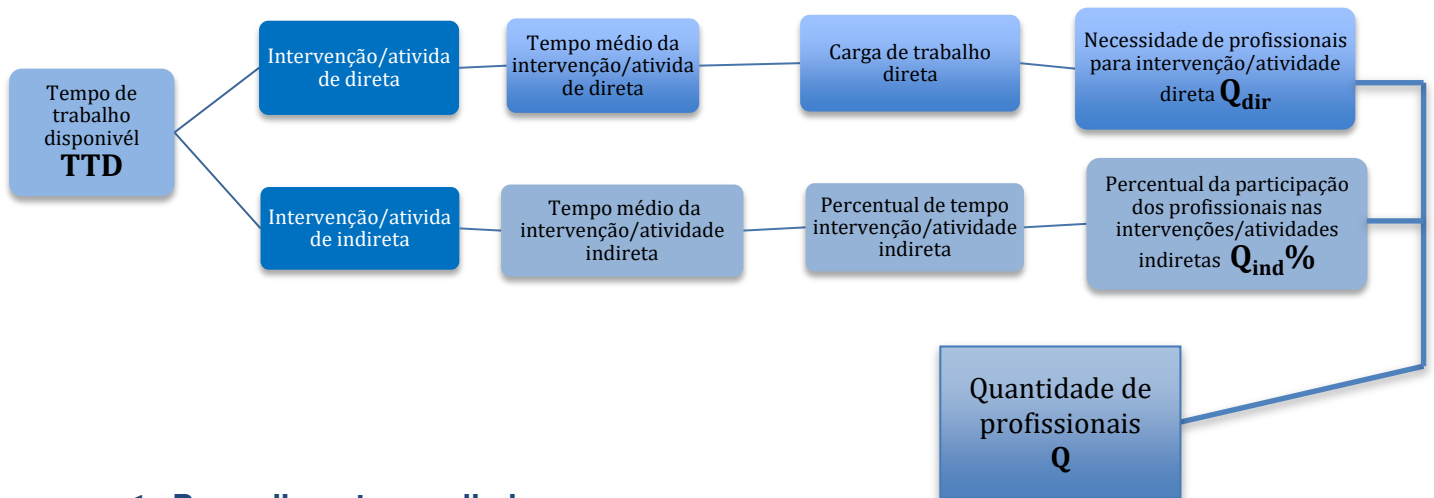 Tempo de
trabalho
disponivél
TTD
Intervenção/ativida
de direta
Tempo médio da
intervenção/ativida
de direta
Carga de trabalho
direta
Necessidade de profissionais
para intervenção/atividade
direta Qdir
Intervenção/ativida
de indireta
Tempo médio da
intervenção/atividade
indireta
Percentual de tempo
intervenção/atividade
indireta
Percentual da participação
dos profissionais nas
intervenções/atividades
indiretas Qind%
Quantidade de
profissionais
Q